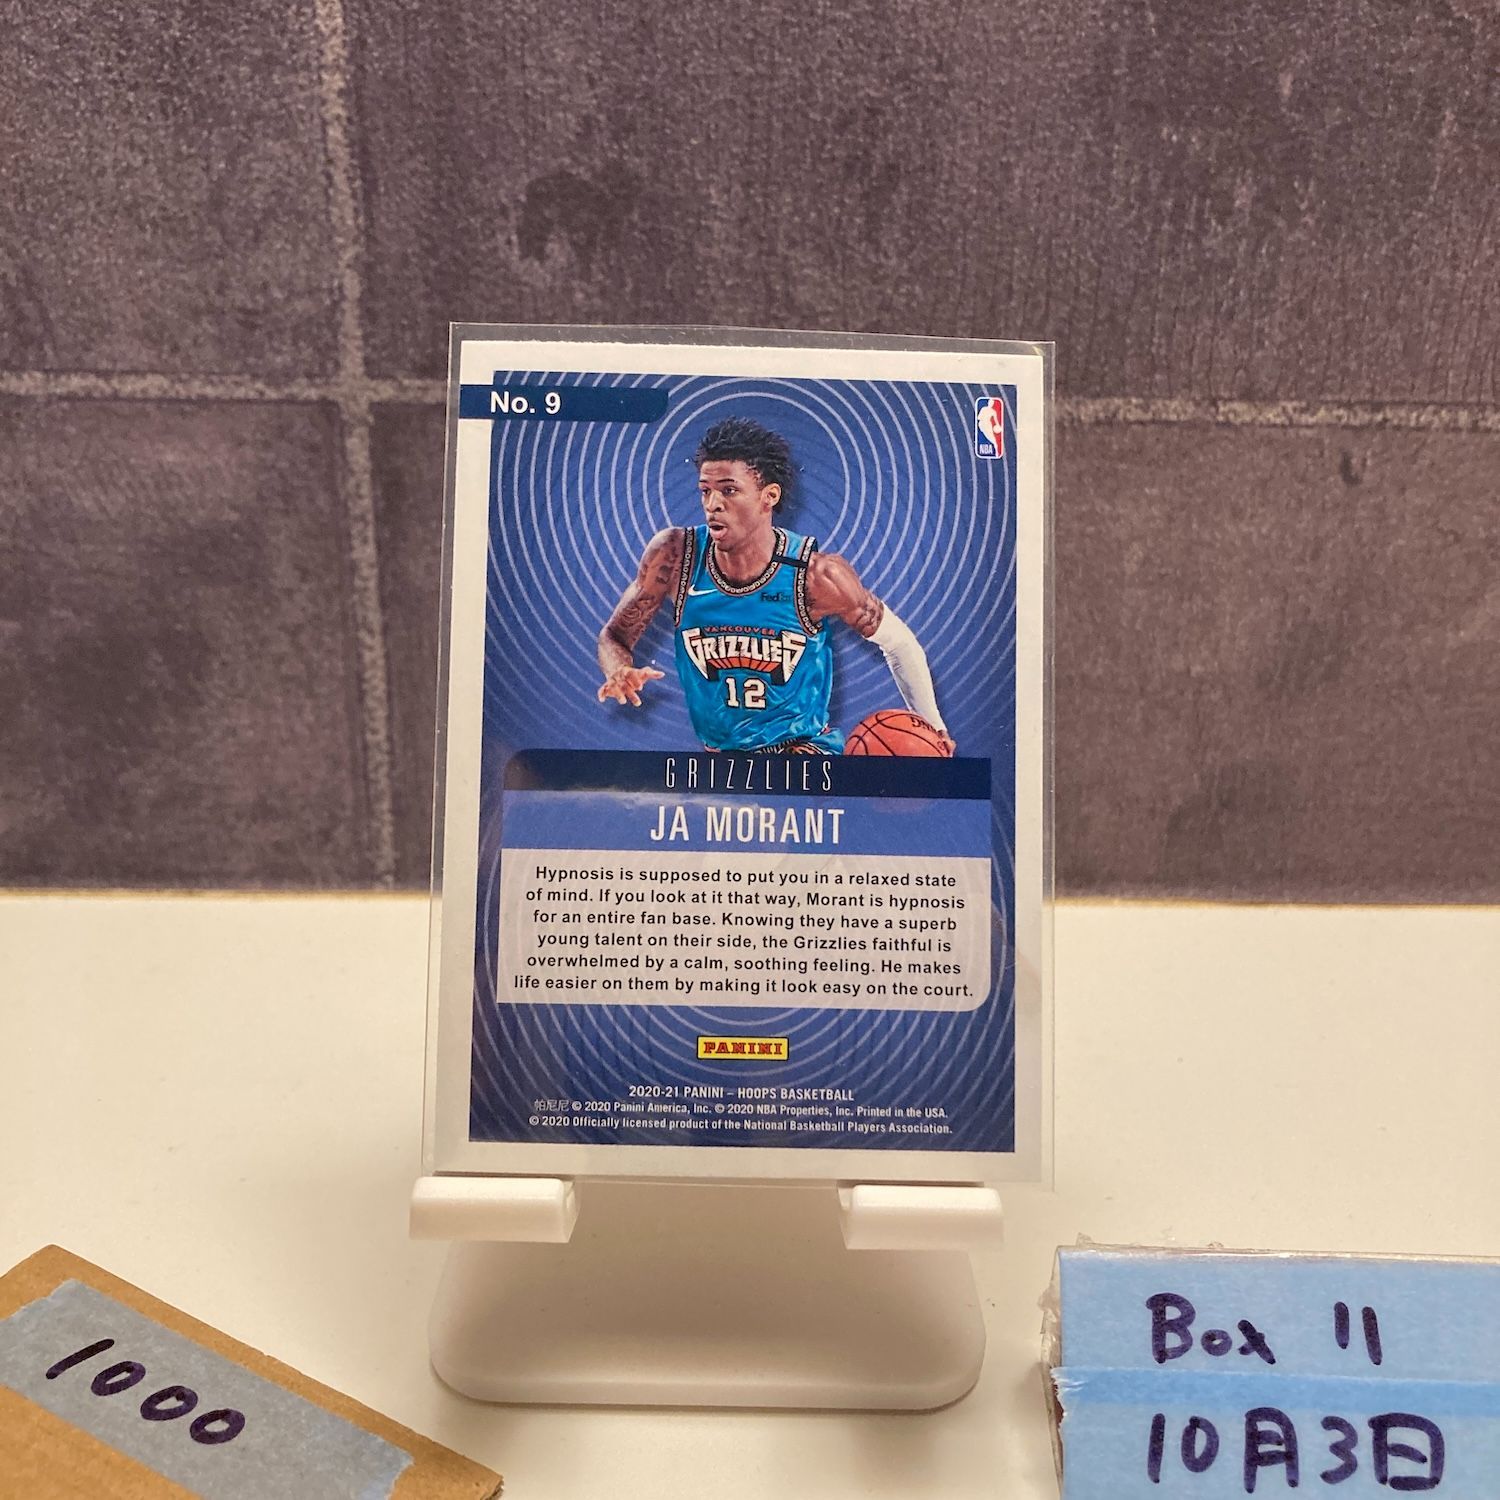 No. 9
NBA
FedEx
VANCOUVER
GRIZZLIES
12
GRIZZLIES
JA MORANT
Hypnosis is supposed to put you in a relaxed state
of mind. If you look at it that way, Morant is hypnosis
for an entire fan base. Knowing they have a superb
young talent on their side, the Grizzlies faithful is
overwhelmed by a calm, soothing feeling. He makes
life easier on them by making it look easy on the court.
PANINI
2020-21 PANINI – HOOPS BASKETBALL
帕尼尼 © 2020 Panini America, Inc. © 2020 NBA Properties, Inc. Printed in the USA.
© 2020 Officially licensed product of the National Basketball Players Association.
1000
Box 11
10月3日